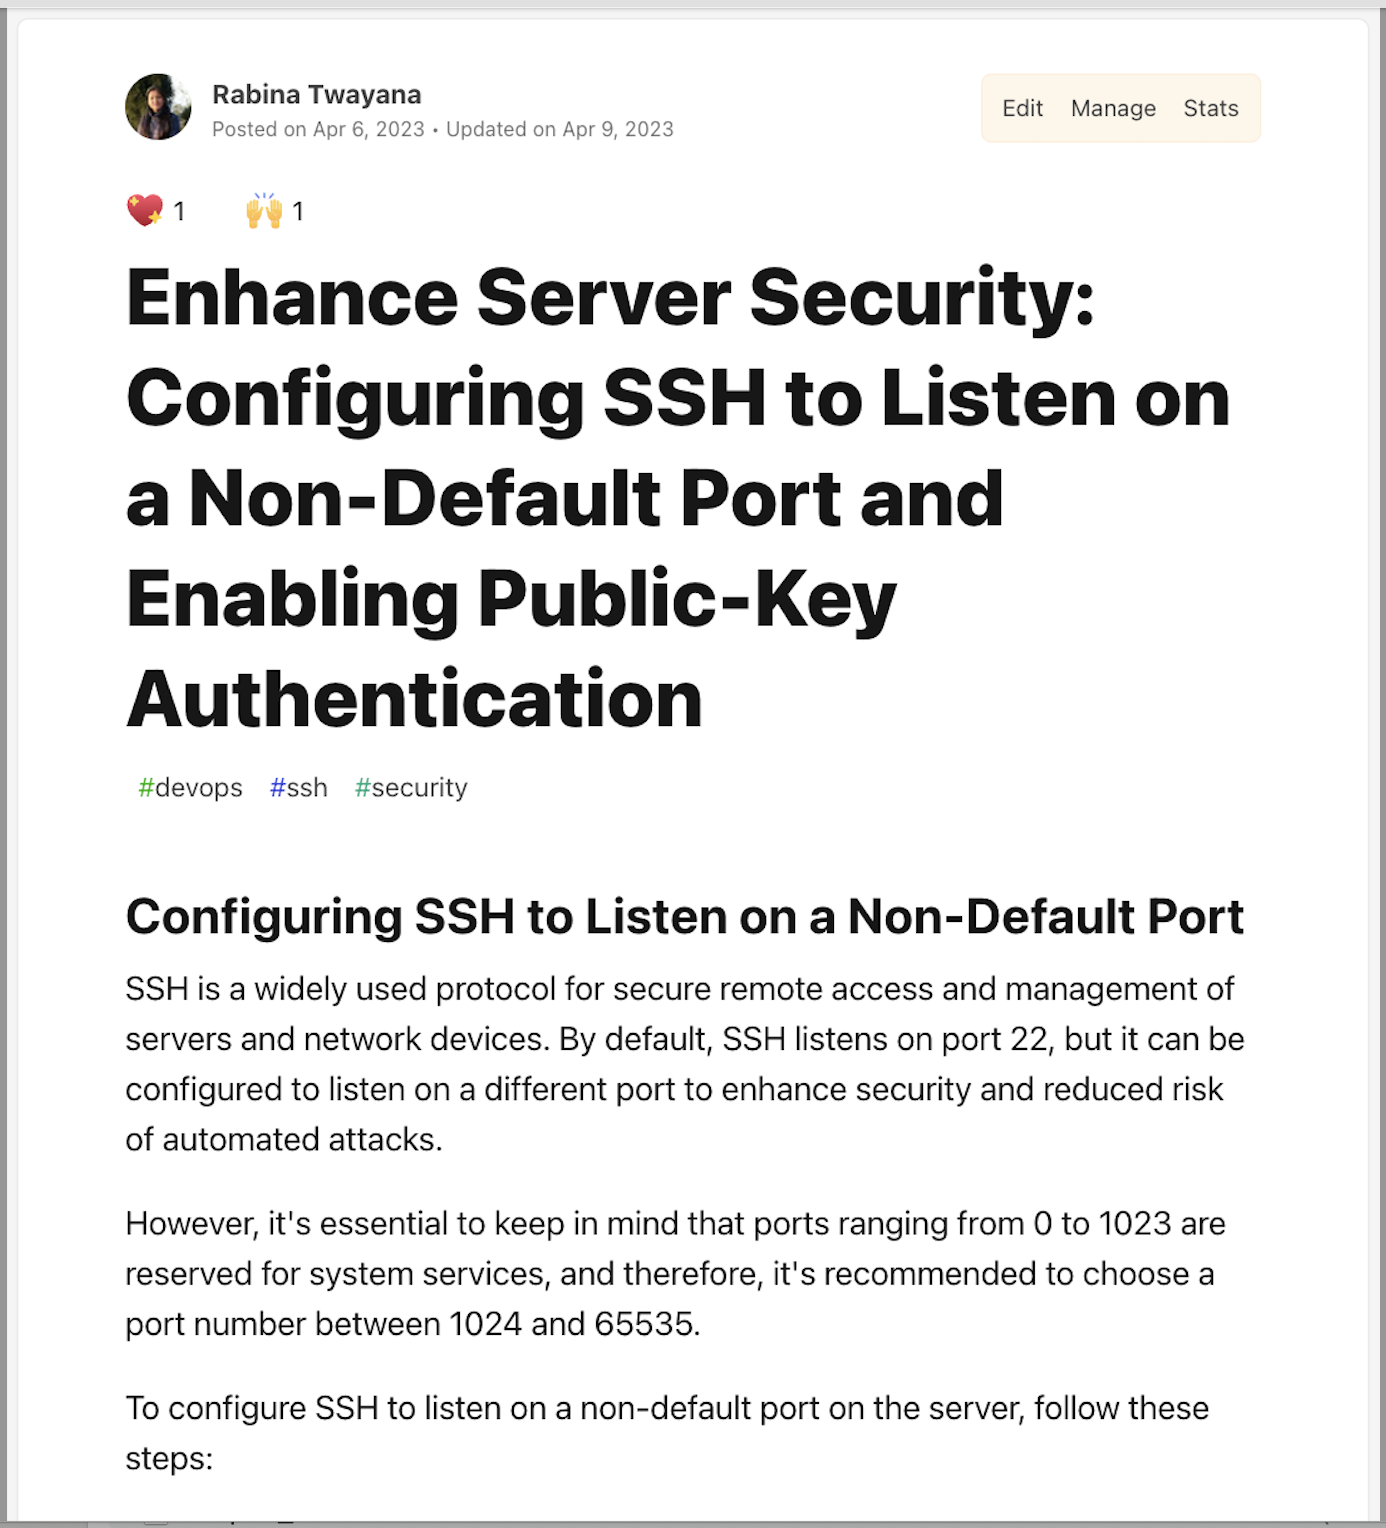 Rabina Twayana
Posted on Apr 6, 2023 • Updated on Apr 9, 2023
Edit Manage Stats
1 1
Enhance Server Security:
Configuring SSH to Listen on
a Non-Default Port and
Enabling Public-Key
Authentication
#devops #ssh #security
Configuring SSH to Listen on a Non-Default Port
SSH is a widely used protocol for secure remote access and management of
servers and network devices. By default, SSH listens on port 22, but it can be
configured to listen on a different port to enhance security and reduced risk
of automated attacks.
However, it's essential to keep in mind that ports ranging from 0 to 1023 are
reserved for system services, and therefore, it's recommended to choose a
port number between 1024 and 65535.
To configure SSH to listen on a non-default port on the server, follow these
steps: